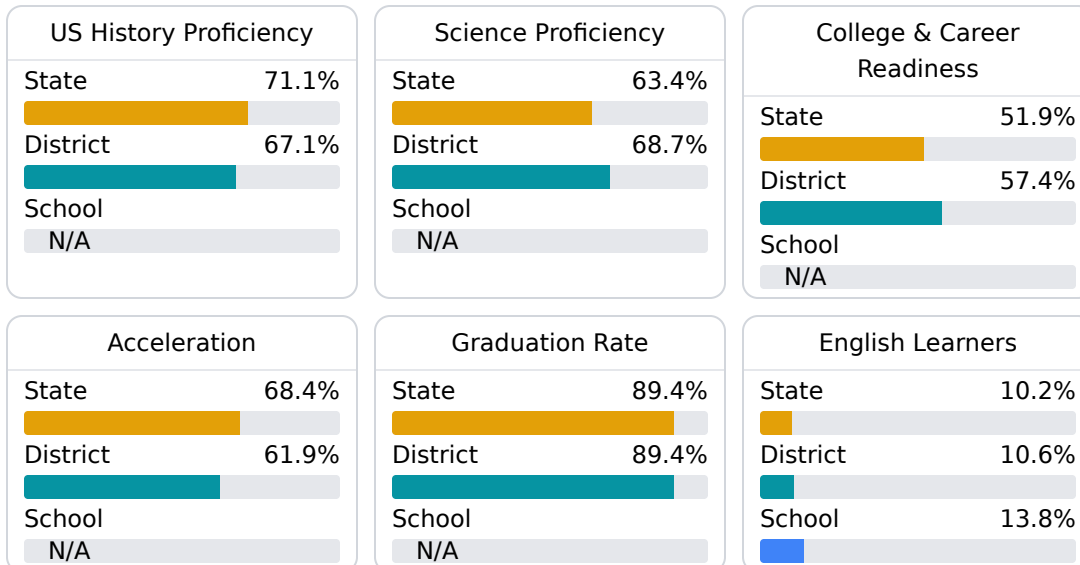 US History Proficiency
State 71.1%
District 67.1%
School
N/A
Science Proficiency
State 63.4%
District 68.7%
School
N/A
College & Career
Readiness
State 51.9%
District 57.4%
School
N/A
Acceleration
State 68.4%
District 61.9%
School
N/A
Graduation Rate
State 89.4%
District 89.4%
School
N/A
English Learners
State 10.2%
District 10.6%
School 13.8%